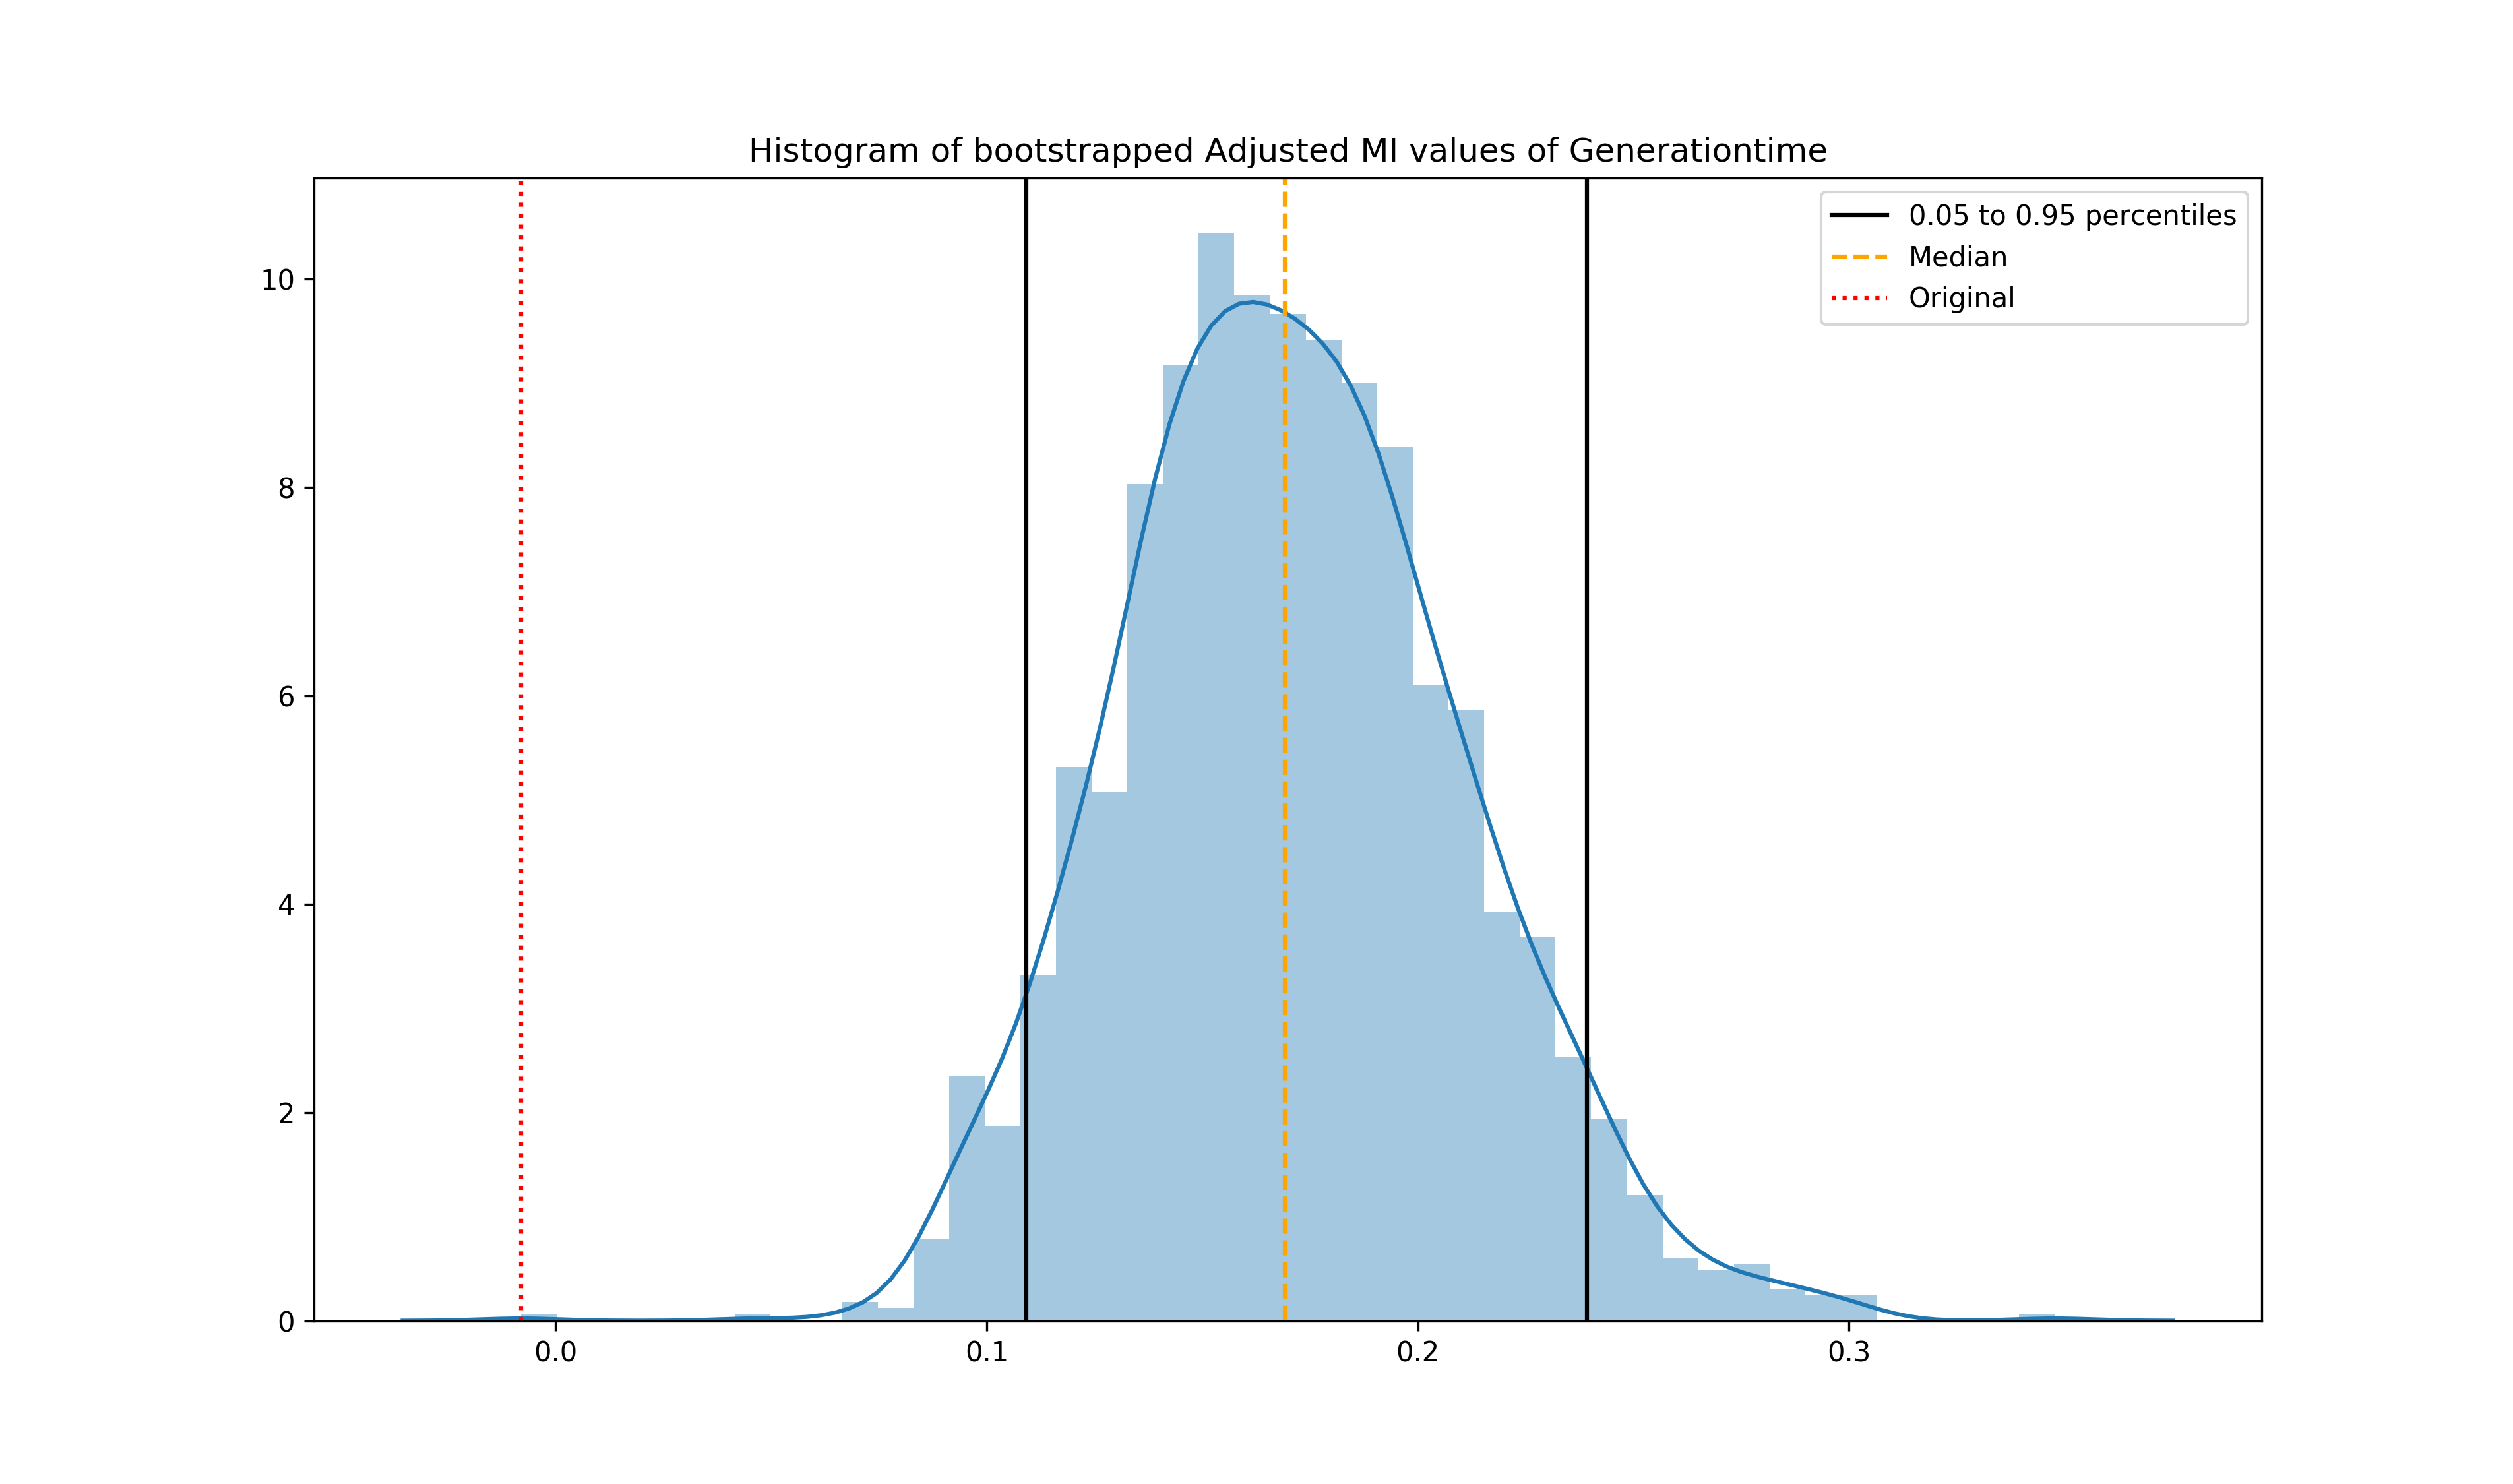 Histogram of bootstrapped Adjusted MI values of Generationtime
0.05 to 0.95 percentiles
Median
Original
10
8
6
4
2
0
0.0 0.1 0.2 0.3